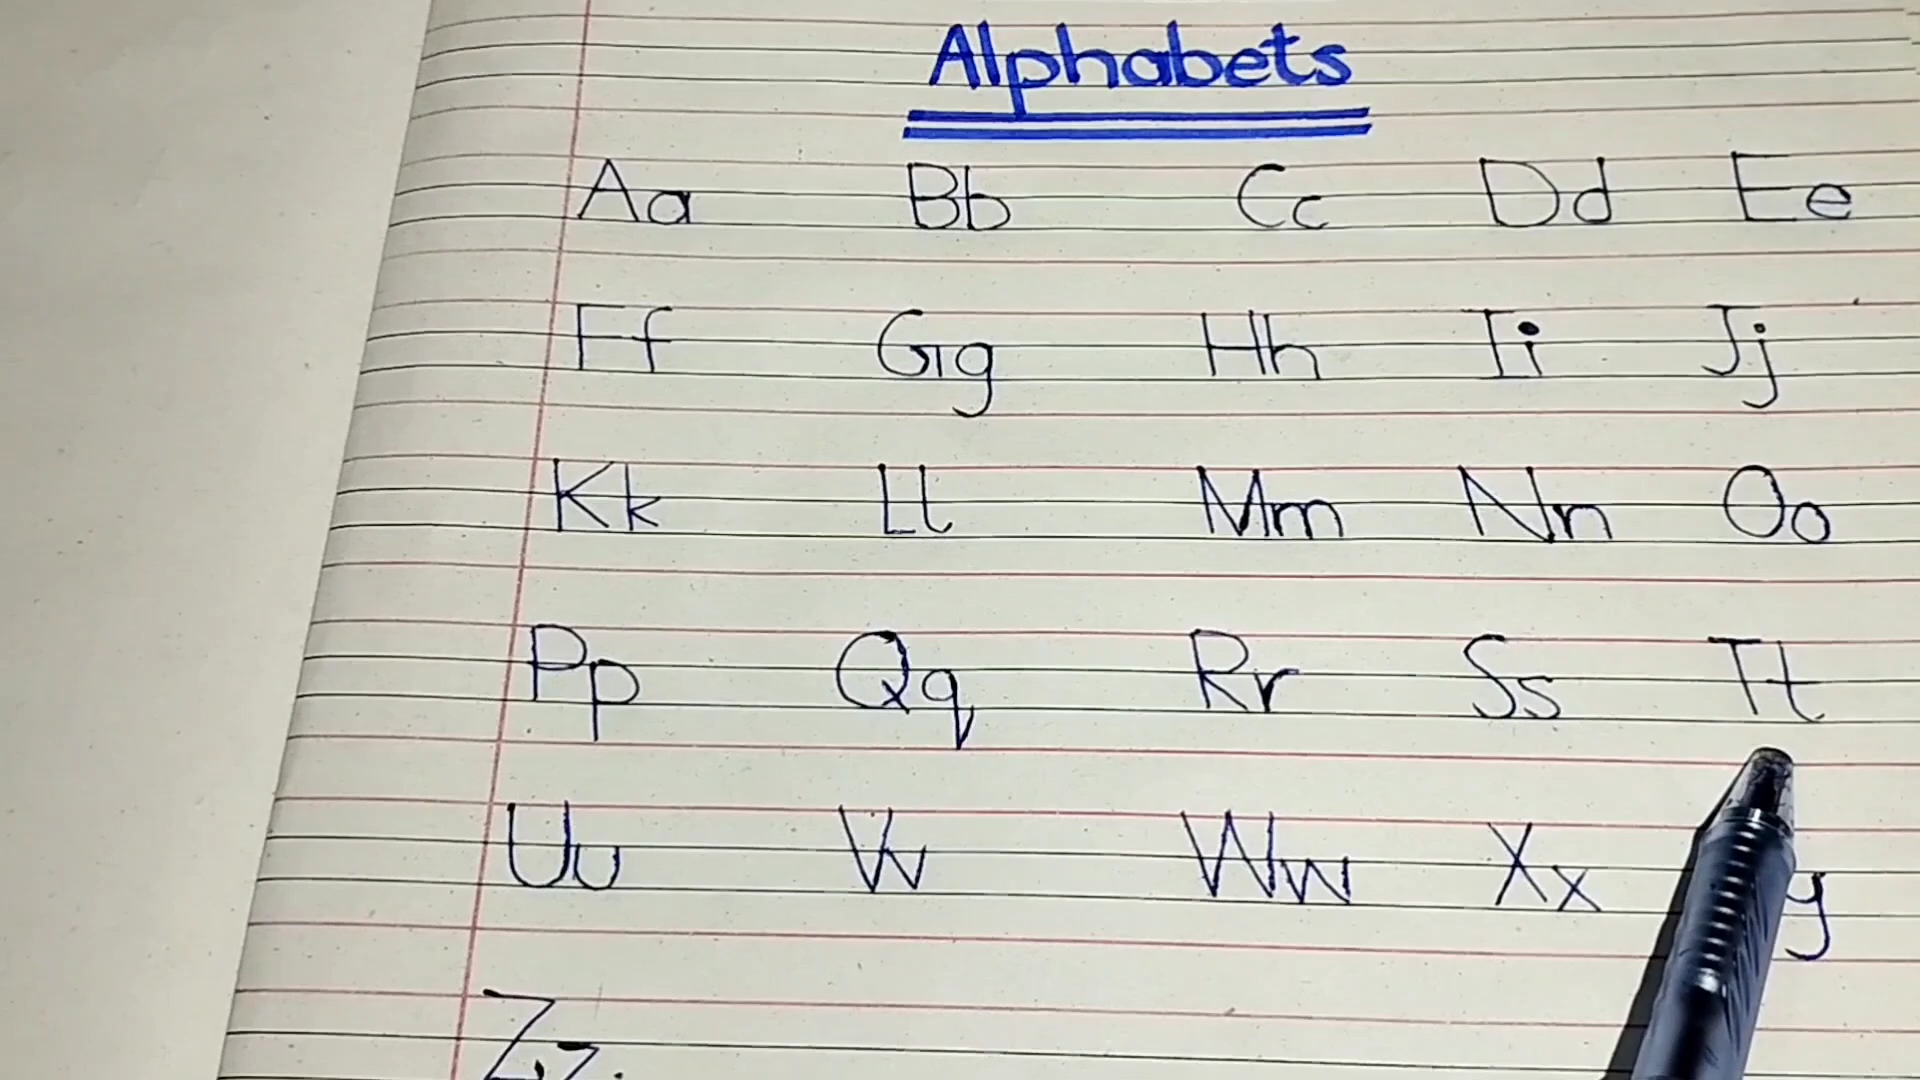 Alphabets
Aa Bb Cc Dd Ee
Ff Gg Hh Ii Jj
Kk Ll Mm Nn Oo
Pp Qq Rr Ss Tt
Uu Vv Ww Xx y
Zz.